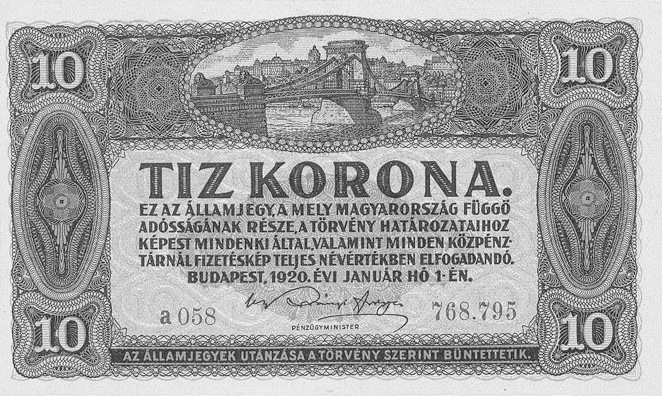 10 10
TIZ KORONA.
EZ AZ ÁLLAMJEGY, A MELY MAGYARORSZÁG FÜGGŐ
ADÓSSÁGÁNAK RÉSZE, A TÖRVÉNY HATÁROZATAIHOZ
KÉPEST MINDENKI ÁLTAL, VALAMINT MINDEN KÖZPÉNZ-
TÁRNÁL FIZETÉSKÉP TELJES NÉVÉRTÉKBEN ELFOGADANDÓ.
BUDAPEST, 1920. ÉVI JANUÁR HÓ 1-ÉN.
a 058 768.795
PÉNZÜGYMINISTER
10 10
AZ ÁLLAMJEGYEK UTÁNZÁSA A TÖRVÉNY SZERINT BÜNTETTETIK.